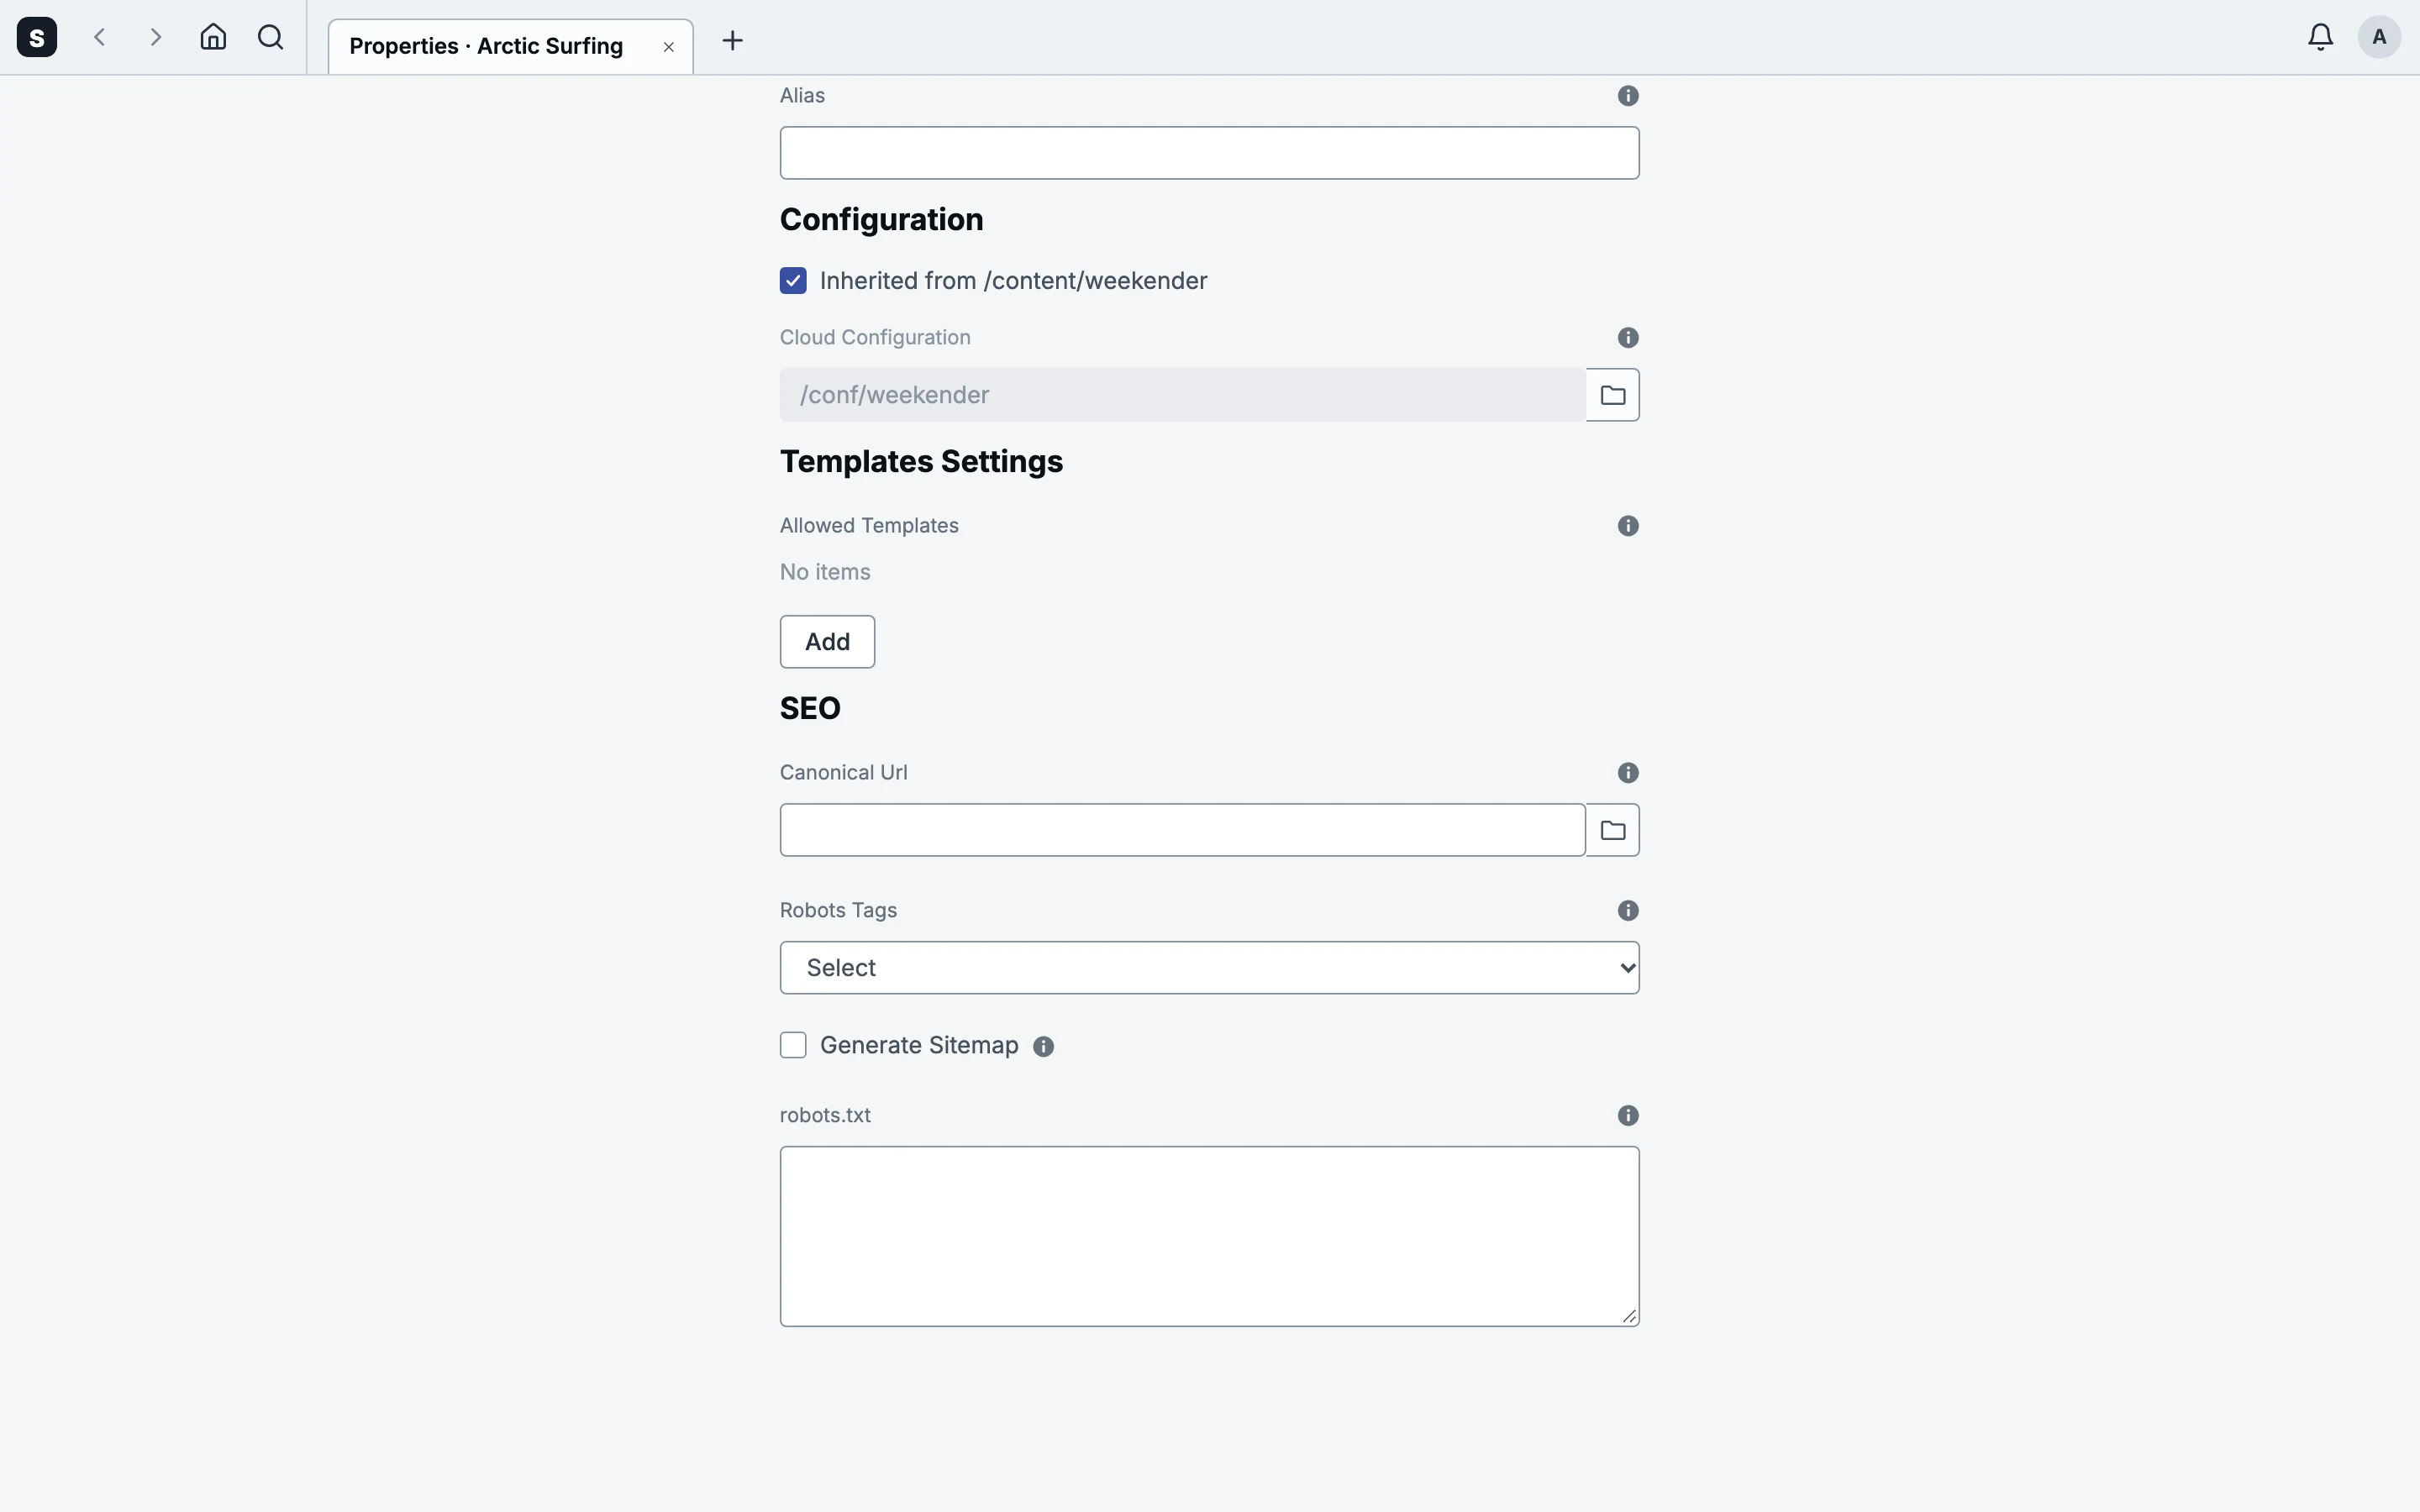 S
Properties · Arctic Surfing
A
Alias
Configuration
Inherited from /content/weekender
Cloud Configuration
/conf/weekender
Templates Settings
Allowed Templates
No items
Add
SEO
Canonical Url
Robots Tags
Select
Generate Sitemap
robots.txt